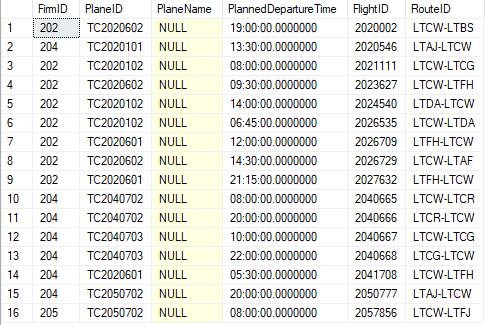 FirmID PlaneID PlaneName PlannedDepartureTime FlightID RouteID
1 202 TC2020602 NULL 19:00:00.0000000 2020002 LTCW-LTBS
2 204 TC2020101 NULL 13:30:00.0000000 2020546 LTAJ-LTCW
3 202 TC2020102 NULL 08:00:00.0000000 2021111 LTCW-LTCG
4 202 TC2020602 NULL 09:30:00.0000000 2023627 LTCW-LTFH
5 202 TC2020102 NULL 14:00:00.0000000 2024540 LTDA-LTCW
6 202 TC2020102 NULL 06:45:00.0000000 2026535 LTCW-LTDA
7 202 TC2020601 NULL 12:00:00.0000000 2026709 LTFH-LTCW
8 202 TC2020602 NULL 14:30:00.0000000 2026729 LTCW-LTAF
9 202 TC2020601 NULL 21:15:00.0000000 2027632 LTFH-LTCW
10 204 TC2040702 NULL 08:00:00.0000000 2040665 LTCW-LTCR
11 204 TC2040702 NULL 20:00:00.0000000 2040666 LTCR-LTCW
12 204 TC2040703 NULL 10:00:00.0000000 2040667 LTCW-LTCG
13 204 TC2040703 NULL 22:00:00.0000000 2040668 LTCG-LTCW
14 204 TC2020601 NULL 05:30:00.0000000 2041708 LTCW-LTFH
15 204 TC2050702 NULL 20:00:00.0000000 2050777 LTAJ-LTCW
16 205 TC2050702 NULL 08:00:00.0000000 2057856 LTCW-LTFJ